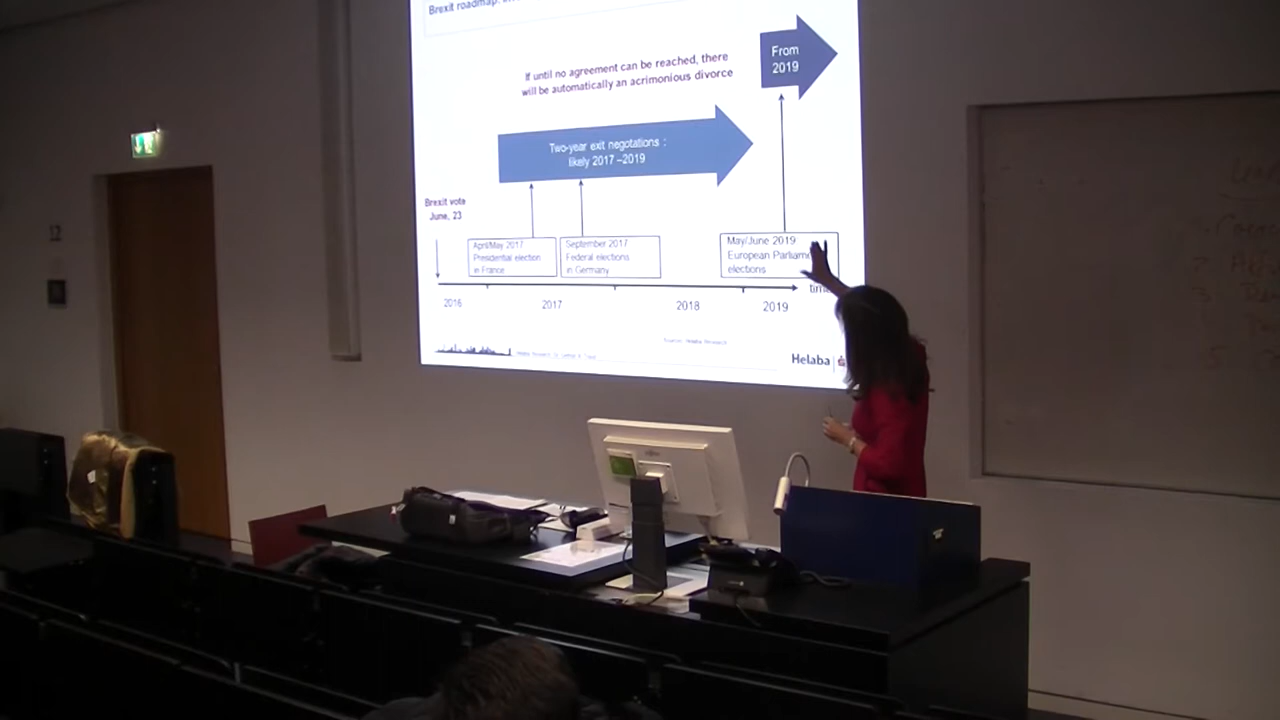 Brexit roadmap:
If until no agreement can be reached, there
will be automatically an acrimonious divorce
From
2019
Two-year exit negotations :
likely 2017 –2019
Brexit vote
June, 23
April/May 2017
Presidential election
in France
September 2017
Federal elections
in Germany
May/June 2019
European Parliame
elections
2016
2017
2018
2019
tim
Source: Helaba Research
Helaba
12